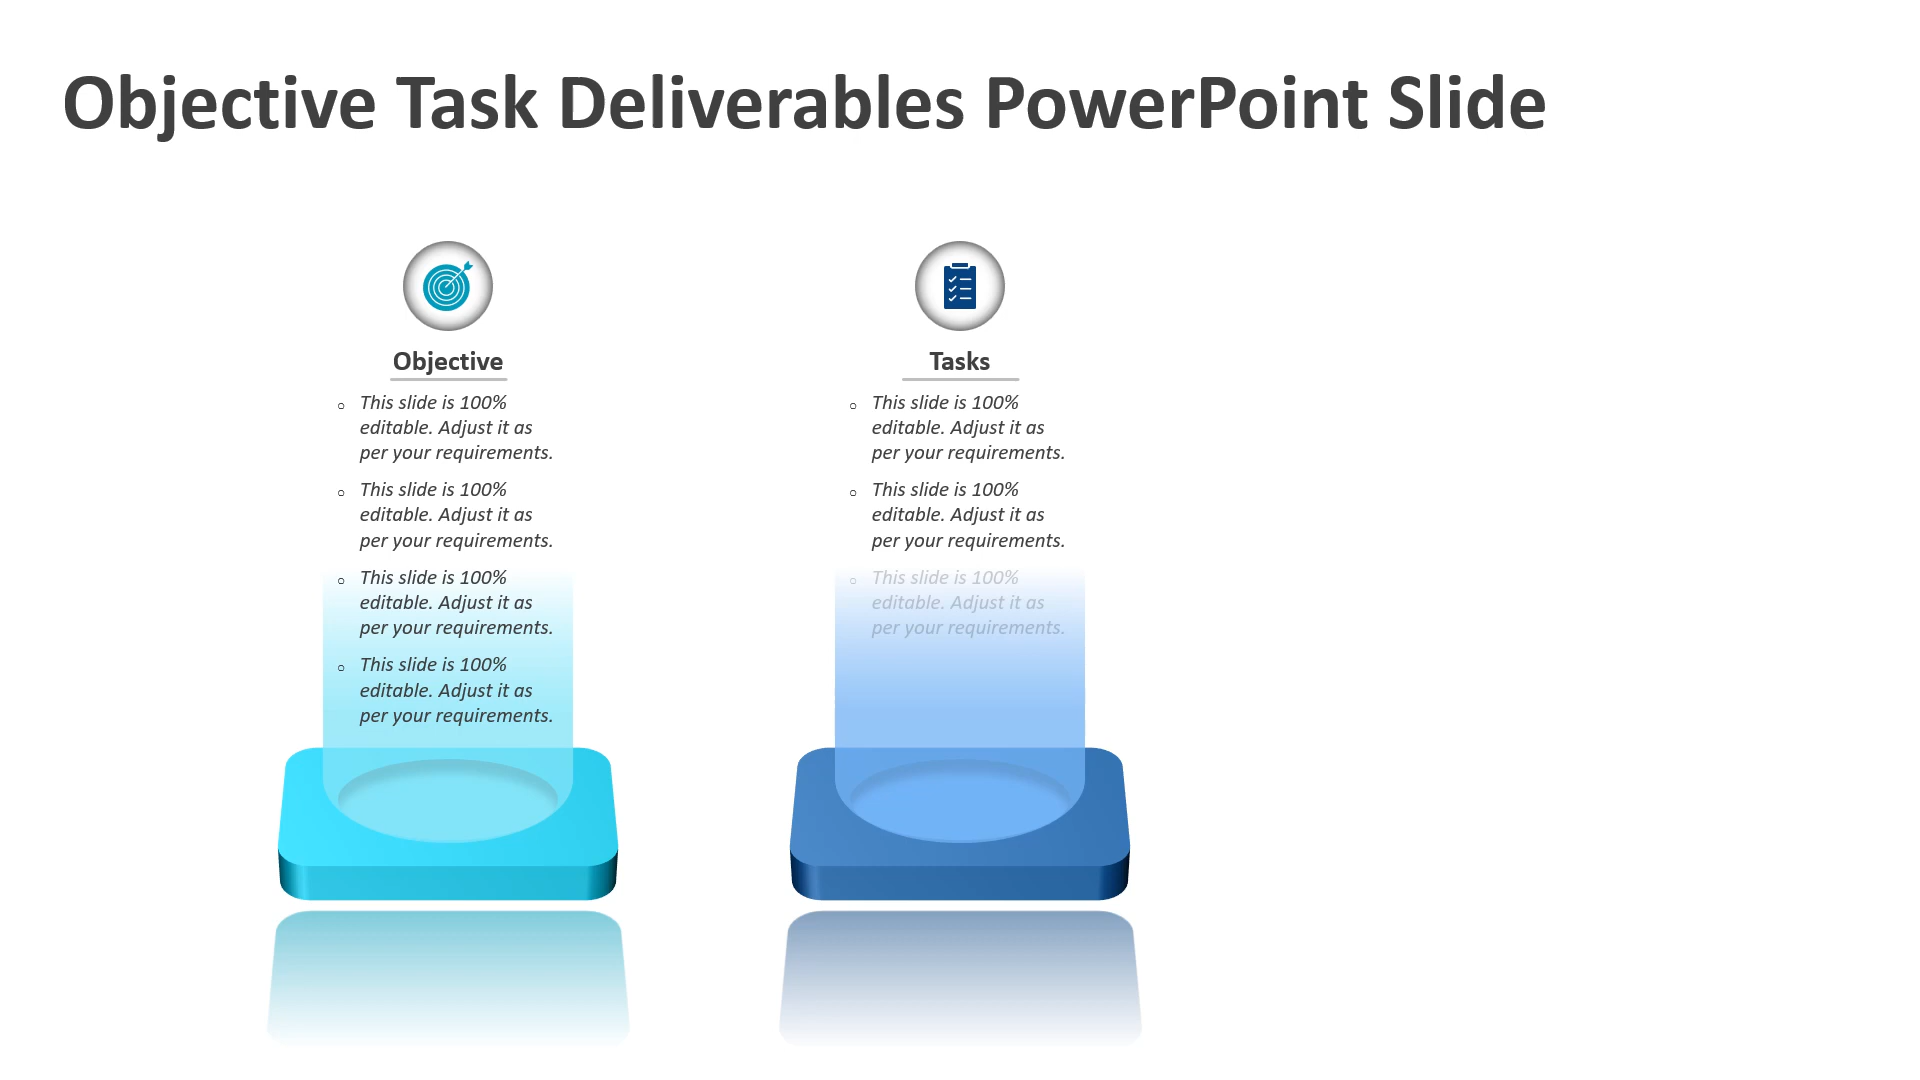 Objective Task Deliverables PowerPoint Slide
Objective
This slide is 100%
editable. Adjust it as
per your requirements.
This slide is 100%
editable. Adjust it as
per your requirements.
This slide is 100%
editable. Adjust it as
per your requirements.
This slide is 100%
editable. Adjust it as
per your requirements.
Tasks
This slide is 100%
editable. Adjust it as
per your requirements.
This slide is 100%
editable. Adjust it as
per your requirements.
This slide is 100%
editable. Adjust it as
per your requirements.